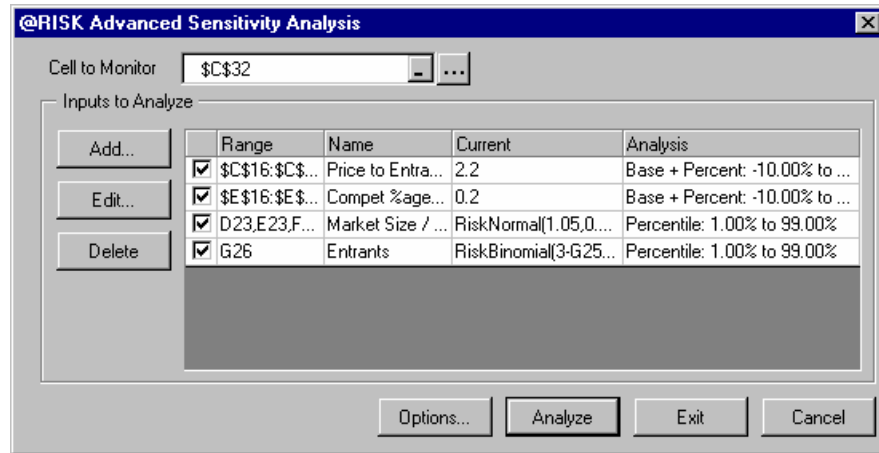 @RISK Advanced Sensitivity Analysis
Cell to Monitor $C$32 ...
Inputs to Analyze
Add...
Edit...
Delete
Range Name Current Analysis
$C$16:$C$... Price to Entra... 2.2 Base + Percent: -10.00% to ...
$E$16:$E$... Compet %age... 0.2 Base + Percent: -10.00% to ...
D23,E23,F... Market Size / ... RiskNormal(1.05,0.... Percentile: 1.00% to 99.00%
G26 Entrants RiskBinomial(3-G25... Percentile: 1.00% to 99.00%
Options... Analyze Exit Cancel